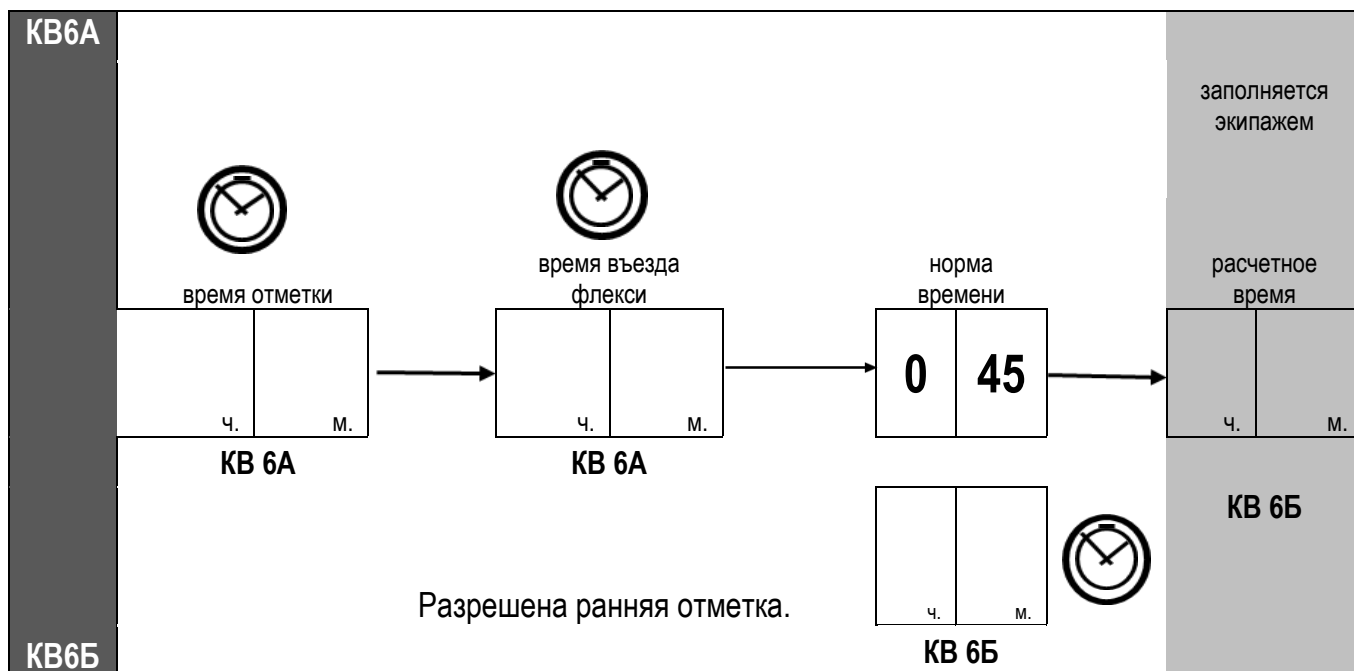 КВ6А
заполняется
экипажем
время отметки
время въезда
флекси
норма
времени
расчетное
время
ч. м.
ч. м.
0 45
ч. м.
КВ 6А
КВ 6А
КВ 6Б
Разрешена ранняя отметка.
ч. м.
КВ 6Б
КВ6Б